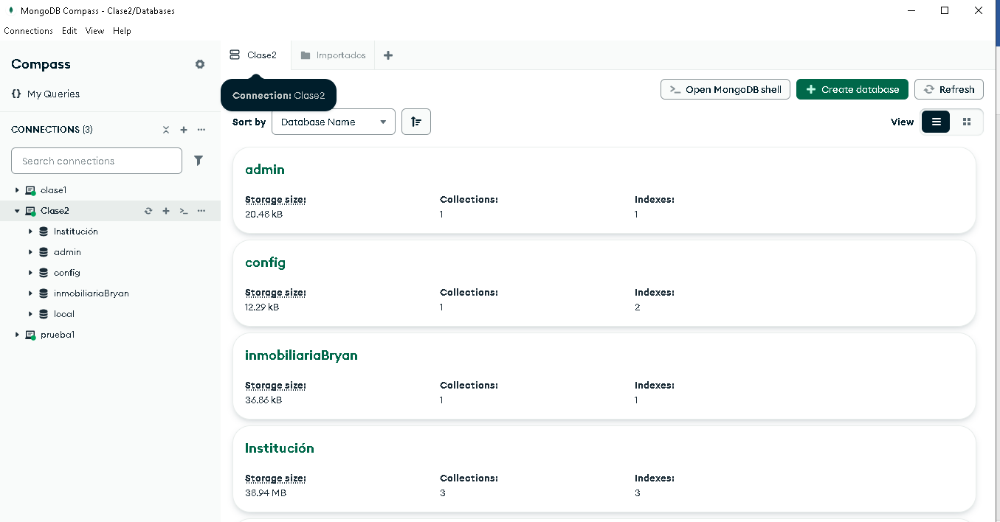 MongoDB Compass - Clase2/Databases
Connections Edit View Help
Compass
{} My Queries
CONNECTIONS (3)
Search connections
clase1
Clase2
Institución
admin
config
inmobiliariaBryan
local
prueba1
Clase2 Importados
Connection: Clase2
Open MongoDB shell Create database Refresh
Sort by Database Name View
admin
Storage size: Collections: Indexes:
20.48 kB 1 1
config
Storage size: Collections: Indexes:
12.29 kB 1 2
inmobiliariaBryan
Storage size: Collections: Indexes:
36.86 kB 1 1
Institución
Storage size: Collections: Indexes:
38.94 MB 3 3